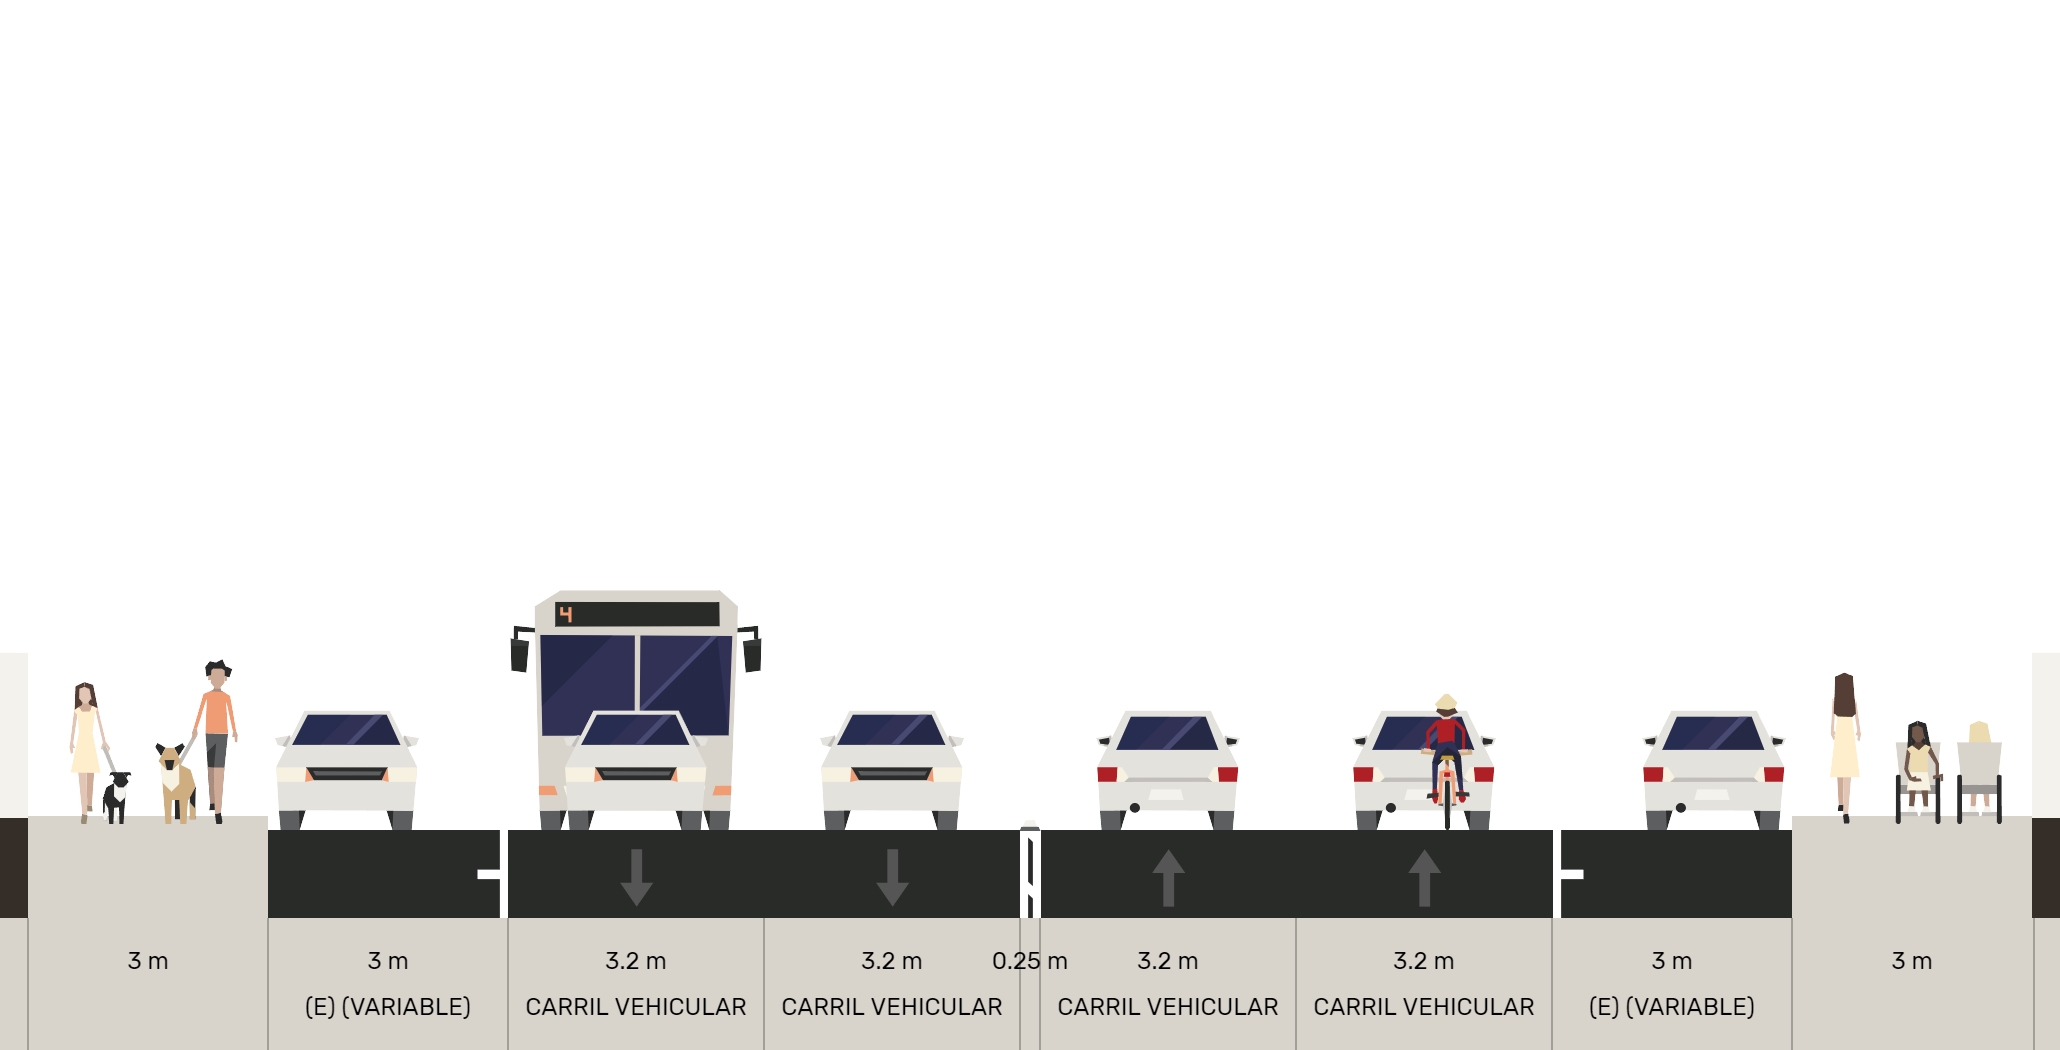 4
3 m
3 m
3.2 m
3.2 m
0.25 m
3.2 m
3.2 m
3 m
3 m
(E) (VARIABLE)
CARRIL VEHICULAR
CARRIL VEHICULAR
CARRIL VEHICULAR
CARRIL VEHICULAR
(E) (VARIABLE)